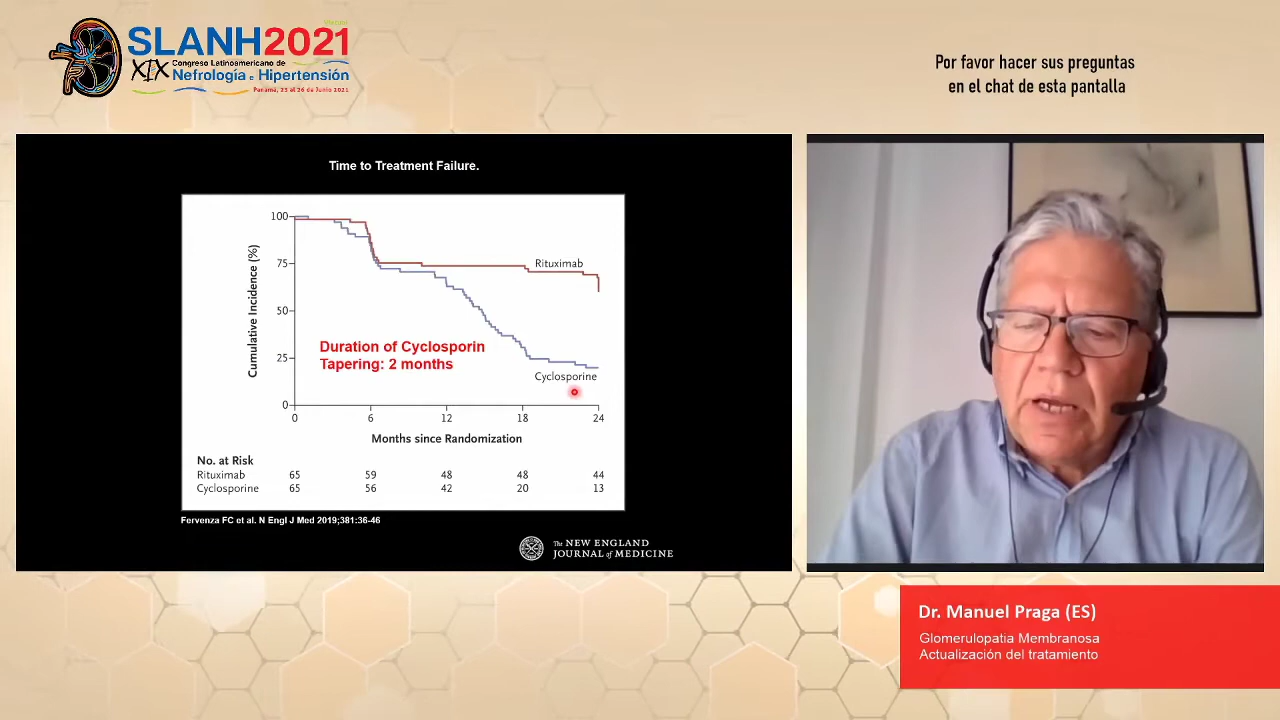 Virtual
SLANH2021
XIX Congreso Latinoamericano de
Nefrología e Hipertensión
Panamá, 23 al 26 de Junio 2021
Por favor hacer sus preguntas
en el chat de esta pantalla
Time to Treatment Failure.
Cumulative Incidence (%)
100
75
50
25
0
Rituximab
Duration of Cyclosporin
Tapering: 2 months
Cyclosporine
0 6 12 18 24
Months since Randomization
No. at Risk
Rituximab 65 59 48 48 44
Cyclosporine 65 56 42 20 13
Fervenza FC et al. N Engl J Med 2019;381:36-46
The NEW ENGLAND
JOURNAL of MEDICINE
Dr. Manuel Praga (ES)
Glomerulopatia Membranosa
Actualización del tratamiento